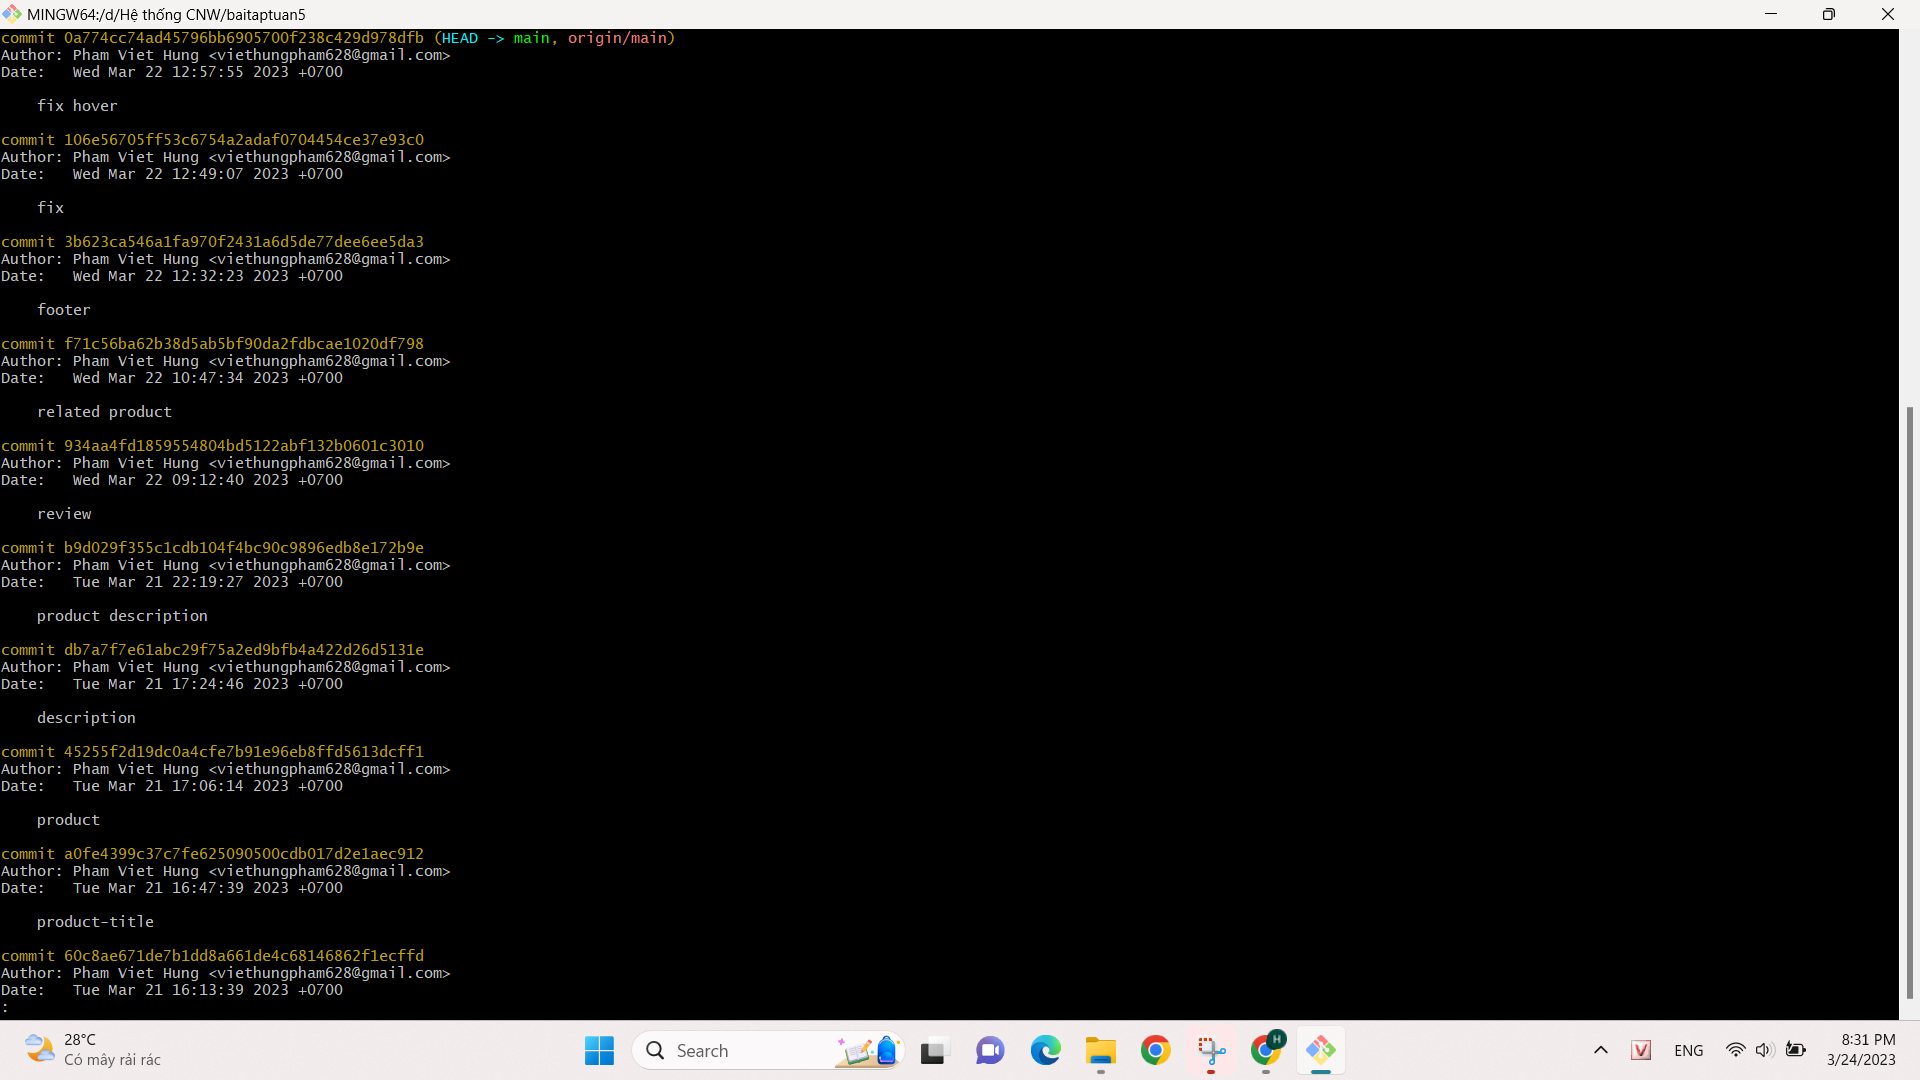 MINGW64:/d/Hệ thống CNW/baitaptuan5
commit 0a774cc74ad45796bb6905700f238c429d978dfb (HEAD -> main, origin/main)
Author: Pham Viet Hung <viethungpham628@gmail.com>
Date:   Wed Mar 22 12:57:55 2023 +0700
fix hover
commit 106e56705ff53c6754a2adaf0704454ce37e93c0
Author: Pham Viet Hung <viethungpham628@gmail.com>
Date:   Wed Mar 22 12:49:07 2023 +0700
fix
commit 3b623ca546a1fa970f2431a6d5de77dee6ee5da3
Author: Pham Viet Hung <viethungpham628@gmail.com>
Date:   Wed Mar 22 12:32:23 2023 +0700
footer
commit f71c56ba62b38d5ab5bf90da2fdbcae1020df798
Author: Pham Viet Hung <viethungpham628@gmail.com>
Date:   Wed Mar 22 10:47:34 2023 +0700
related product
commit 934aa4fd1859554804bd5122abf132b0601c3010
Author: Pham Viet Hung <viethungpham628@gmail.com>
Date:   Wed Mar 22 09:12:40 2023 +0700
review
commit b9d029f355c1cdb104f4bc90c9896edb8e172b9e
Author: Pham Viet Hung <viethungpham628@gmail.com>
Date:   Tue Mar 21 22:19:27 2023 +0700
product description
commit db7a7f7e61abc29f75a2ed9bfb4a422d26d5131e
Author: Pham Viet Hung <viethungpham628@gmail.com>
Date:   Tue Mar 21 17:24:46 2023 +0700
description
commit 45255f2d19dc0a4cfe7b91e96eb8ffd5613dcff1
Author: Pham Viet Hung <viethungpham628@gmail.com>
Date:   Tue Mar 21 17:06:14 2023 +0700
product
commit a0fe4399c37c7fe625090500cdb017d2e1aec912
Author: Pham Viet Hung <viethungpham628@gmail.com>
Date:   Tue Mar 21 16:47:39 2023 +0700
product-title
commit 60c8ae671de7b1dd8a661de4c68146862f1ecffd
Author: Pham Viet Hung <viethungpham628@gmail.com>
Date:   Tue Mar 21 16:13:39 2023 +0700
:
28°C
Có mây rải rác
Search
H
V
ENG
8:31 PM
3/24/2023